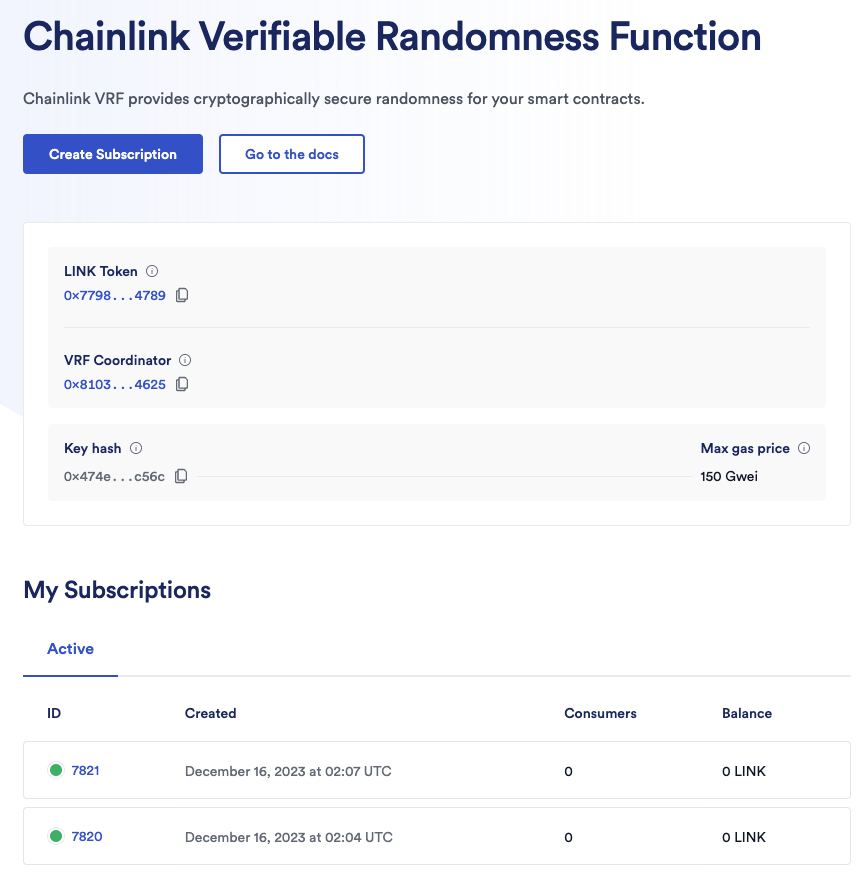 Chainlink Verifiable Randomness Function
Chainlink VRF provides cryptographically secure randomness for your smart contracts.
Create Subscription Go to the docs
LINK Token
0x7798...4789
VRF Coordinator
0x8103...4625
Key hash Max gas price
0x474e...c56c 150 Gwei
My Subscriptions
Active
ID Created Consumers Balance
7821 December 16, 2023 at 02:07 UTC 0 0 LINK
7820 December 16, 2023 at 02:04 UTC 0 0 LINK